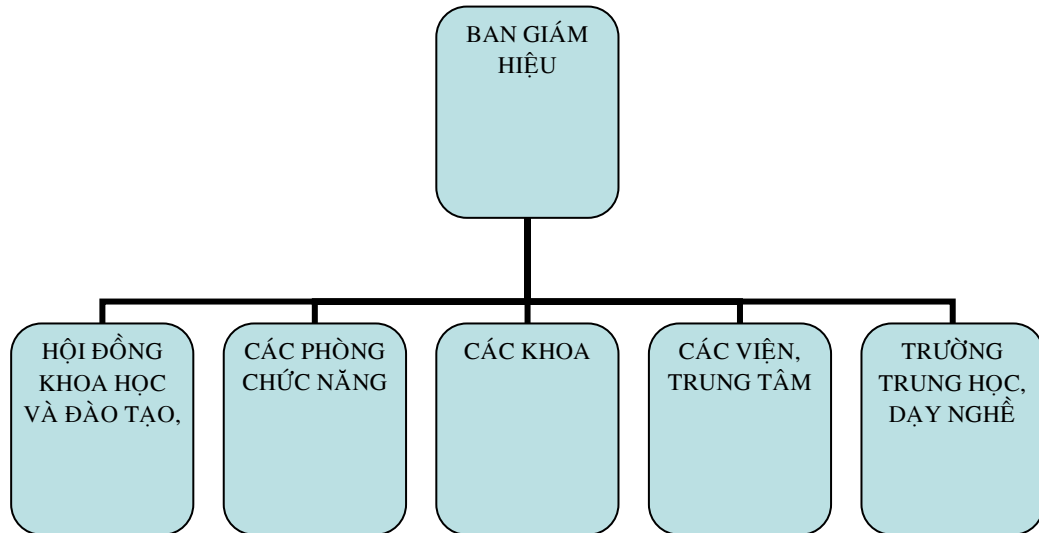 BAN GIÁM
HIỆU
HỘI ĐỒNG
KHOA HỌC
VÀ ĐÀO TẠO,
CÁC PHÒNG
CHỨC NĂNG
CÁC KHOA
CÁC VIỆN,
TRUNG TÂM
TRƯỜNG
TRUNG HỌC,
DẠY NGHỀ